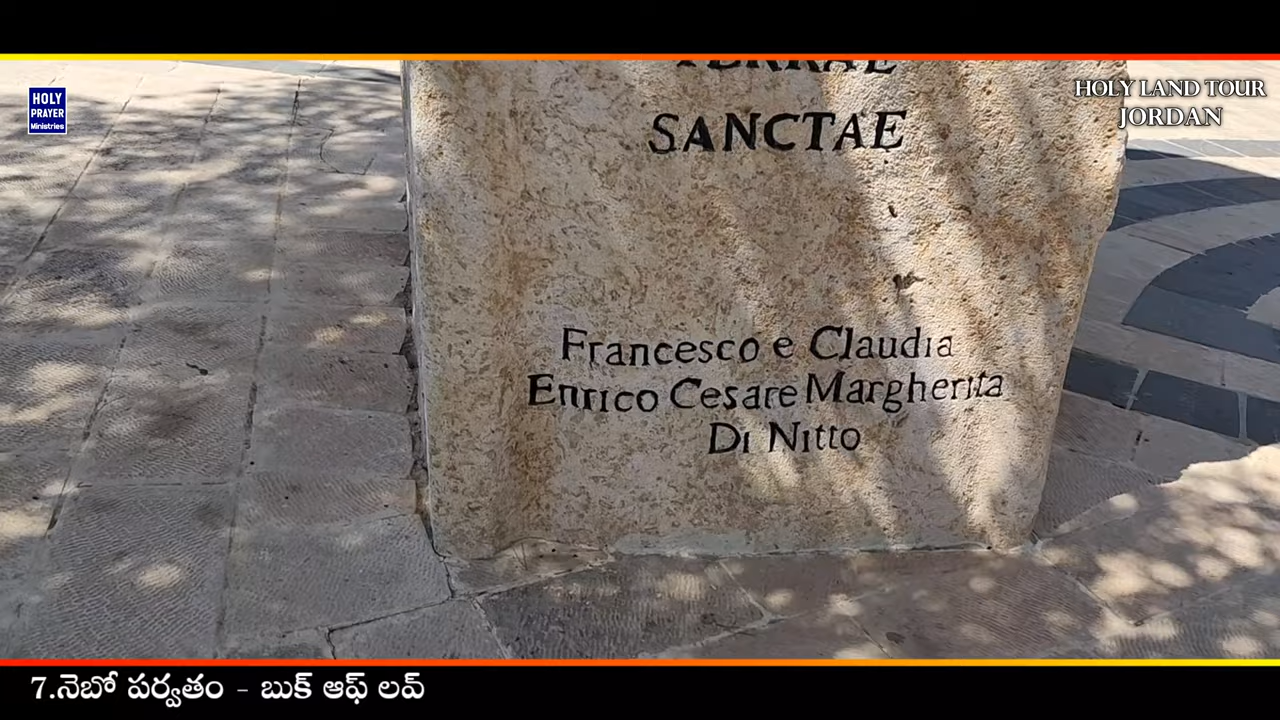 HOLY
PRAYER
Ministries
HOLY LAND TOUR
JORDAN
TERRAE
SANCTAE
Francesco e Claudia
Enrico Cesare Margherita
Di Nitto
7.నెబో పర్వతం - బుక్ ఆఫ్ లవ్